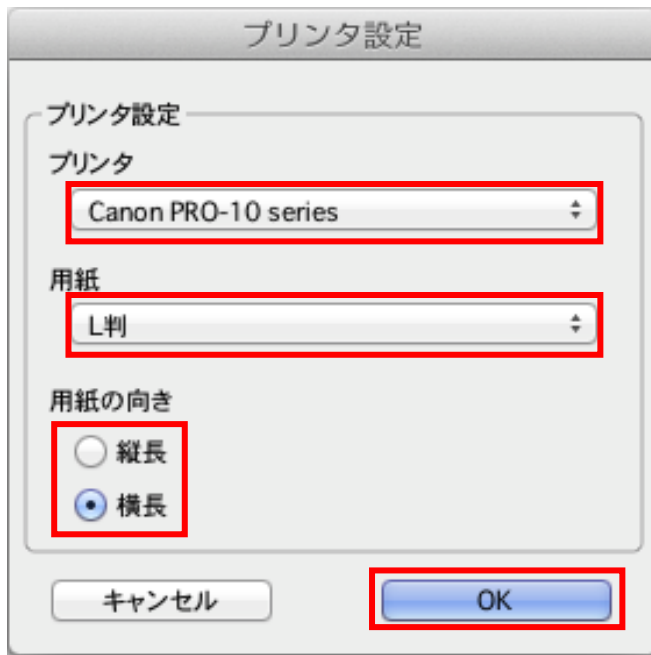 プリンタ設定
プリンタ設定
プリンタ
Canon PRO-10 series
用紙
L判
用紙の向き
縦長
横長
キャンセル
OK